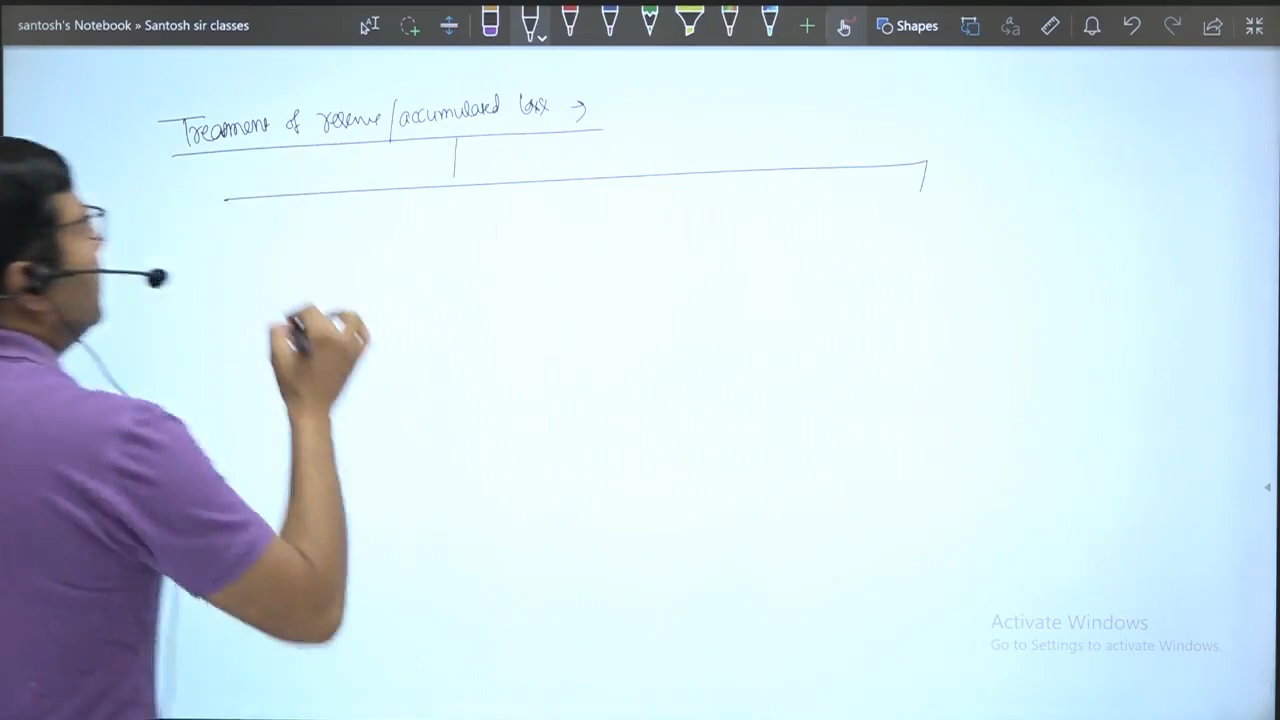 santosh's Notebook » Santosh sir classes
Shapes
Treatment of reserve/accumulated loss →
Activate Windows
Go to Settings to activate Windows.